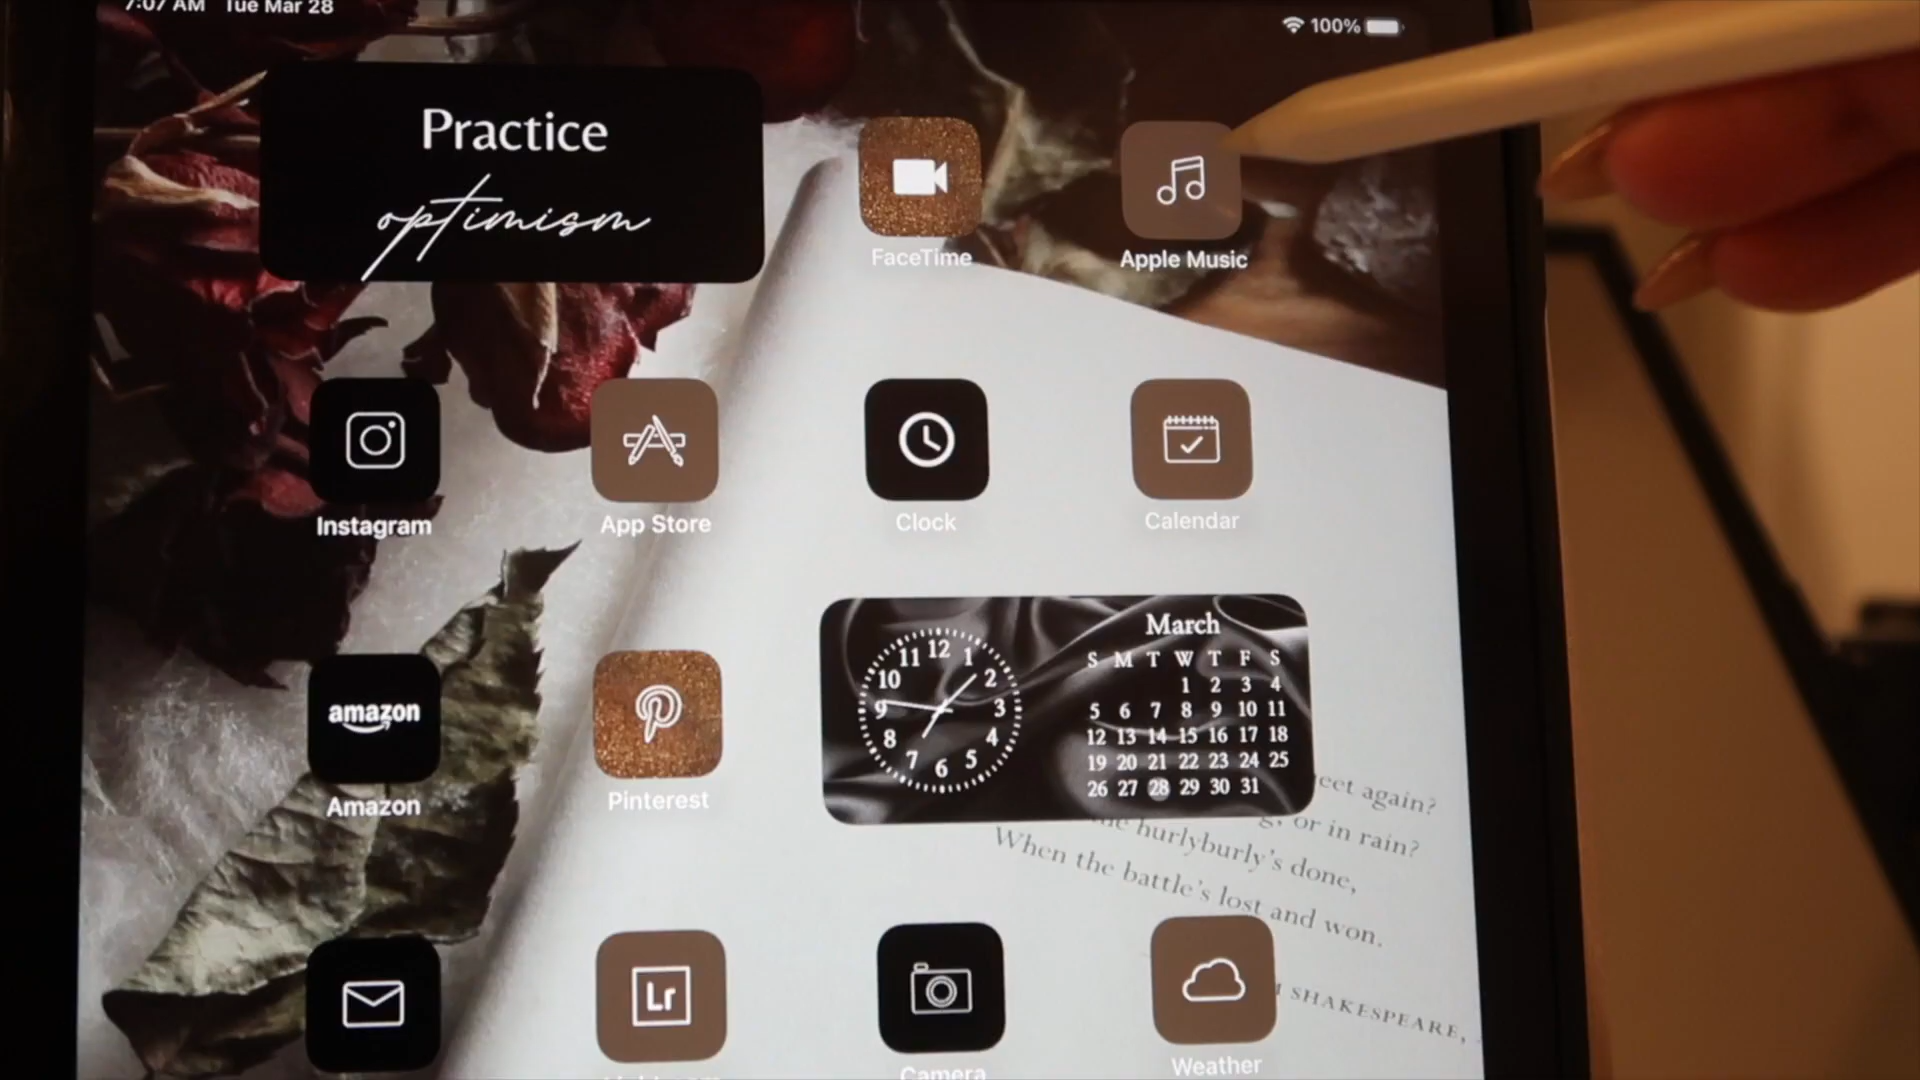 7:07 AM Tue Mar 28
100%
Practice
optimism
FaceTime
Apple Music
Instagram
App Store
Clock
Calendar
amazon
Amazon
Pinterest
12
11 1
10 2
9 3
8 4
7 5
6
March
S M T W T F S
1 2 3 4
5 6 7 8 9 10 11
12 13 14 15 16 17 18
19 20 21 22 23 24 25
26 27 28 29 30 31
again?
or in rain?
hurlyburly's done,
When the battle's lost and won.
SHAKESPEARE,
Lr
Camera
Weather